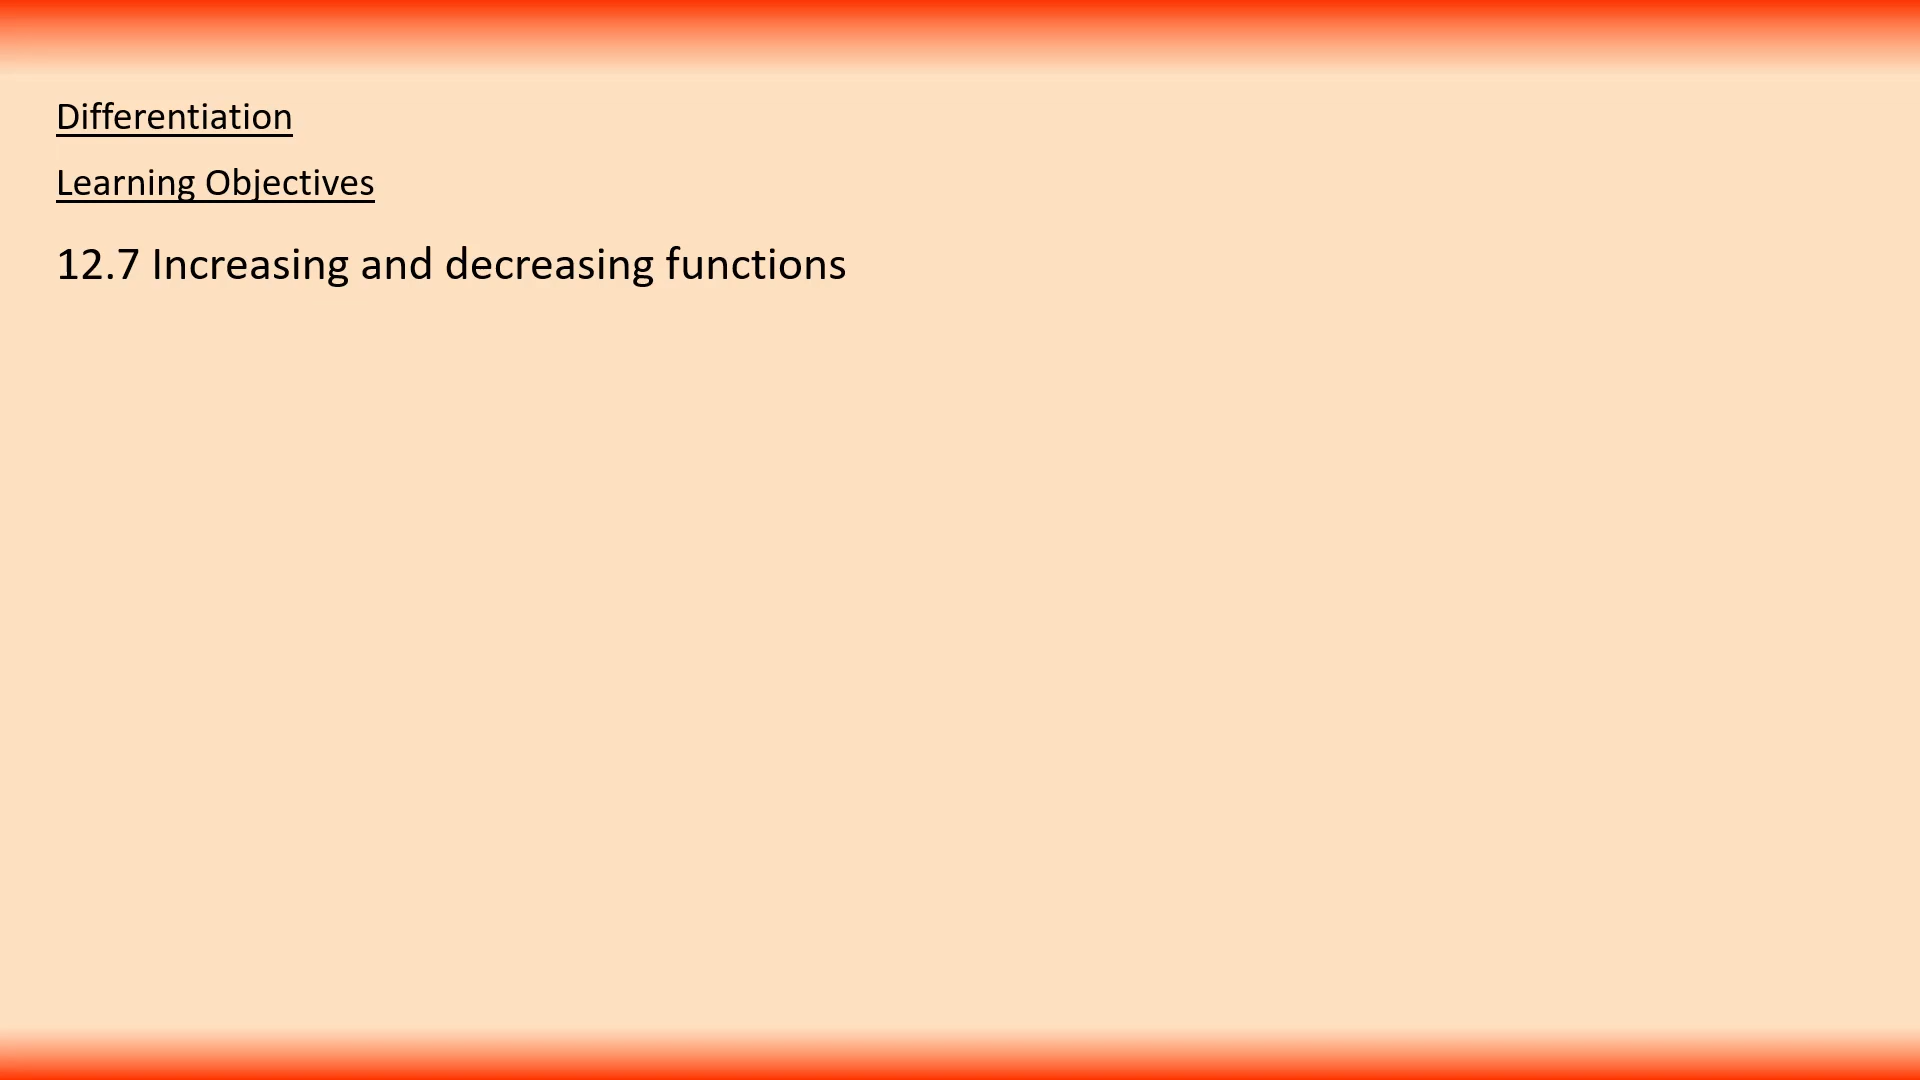 Differentiation
Learning Objectives
12.7 Increasing and decreasing functions